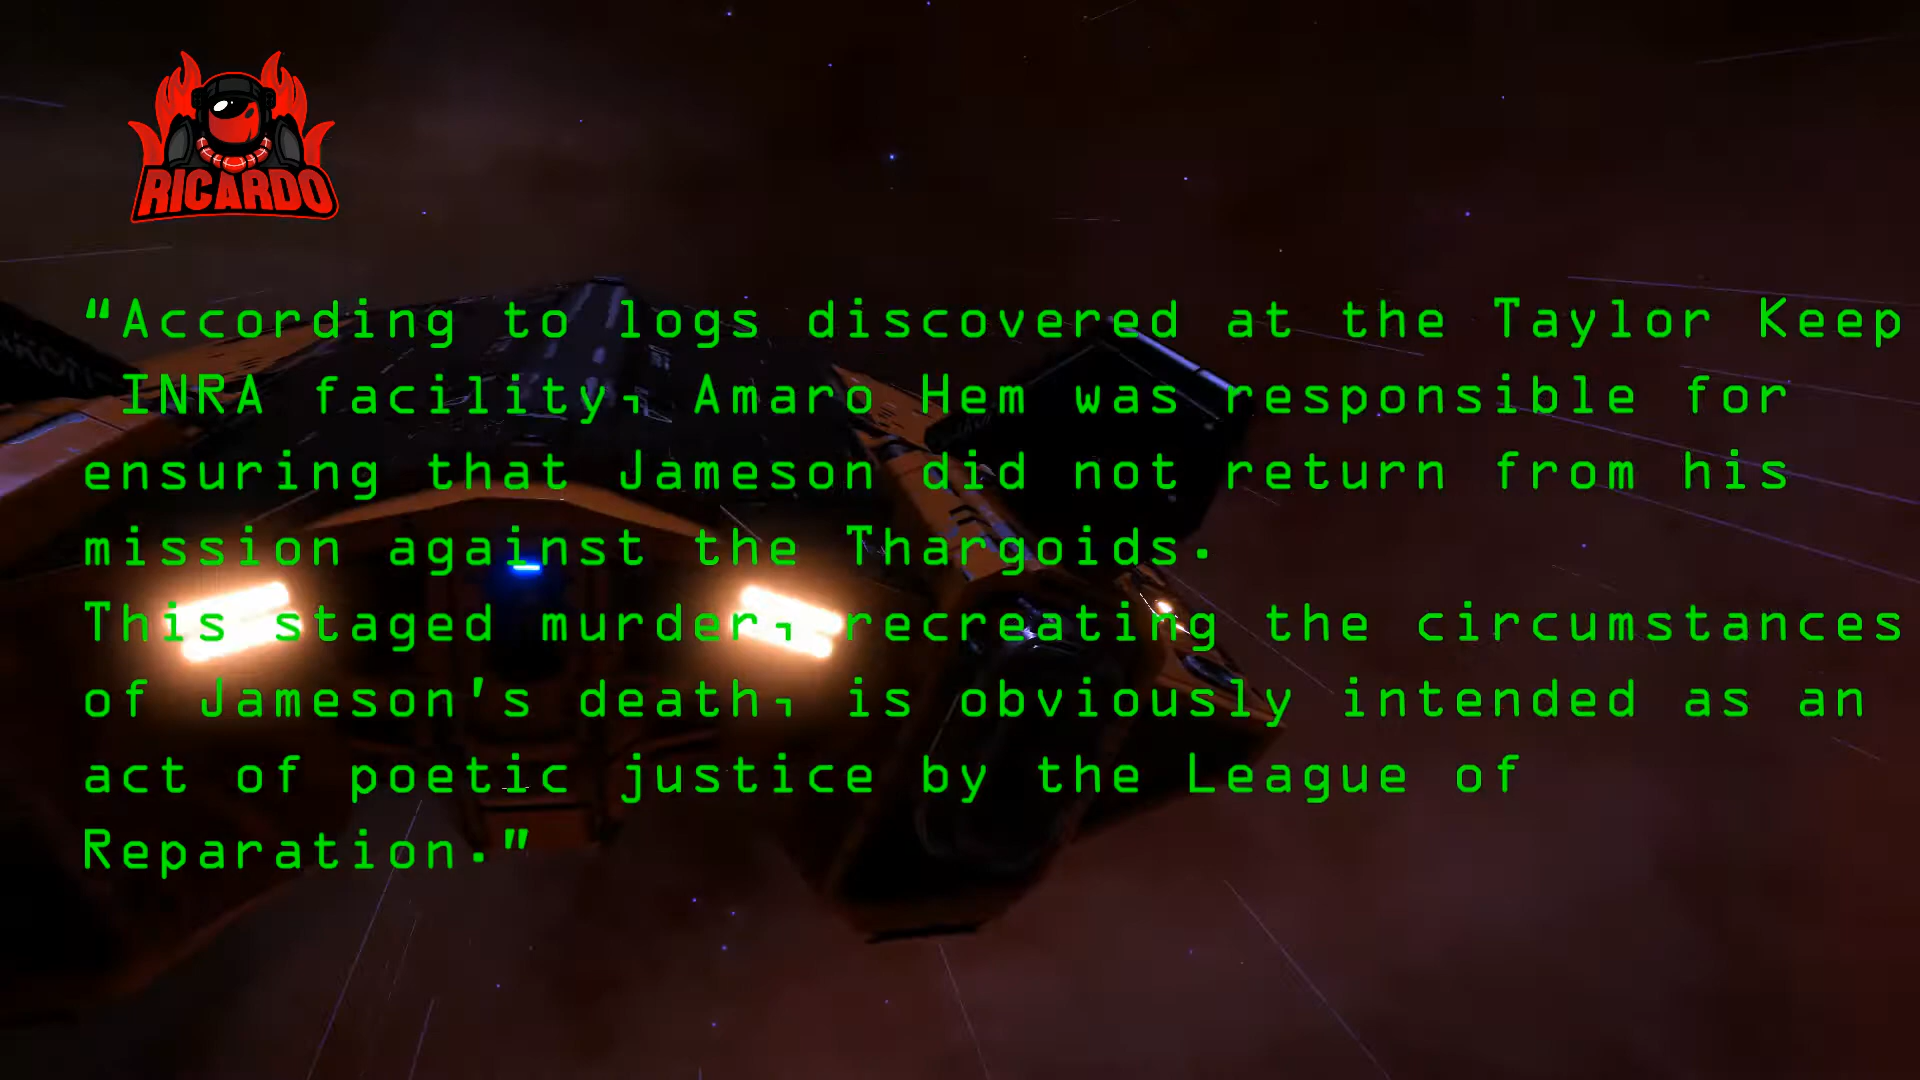 RICARDO
“According to logs discovered at the Taylor Keep
INRA facility, Amaro Hem was responsible for
ensuring that Jameson did not return from his
mission against the Thargoids.
This staged murder, recreating the circumstances
of Jameson's death, is obviously intended as an
act of poetic justice by the League of
Reparation.”